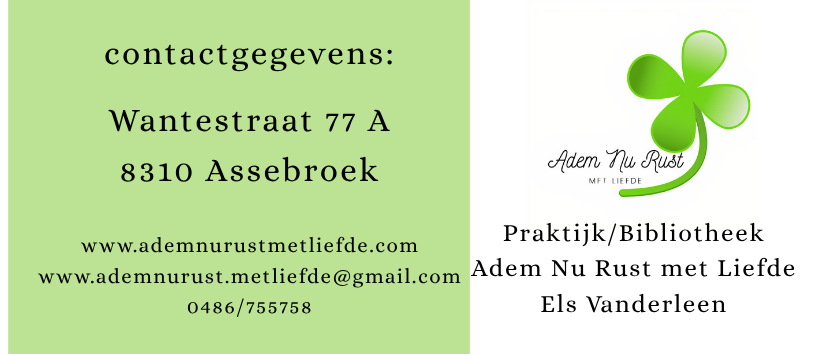 contactgegevens:
Wantestraat 77 A
8310 Assebroek
www.ademnurustmetliefde.com
www.ademnurust.metliefde@gmail.com
0486/755758
Adem Nu Rust
MET LIEFDE
Praktijk/Bibliotheek
Adem Nu Rust met Liefde
Els Vanderleen